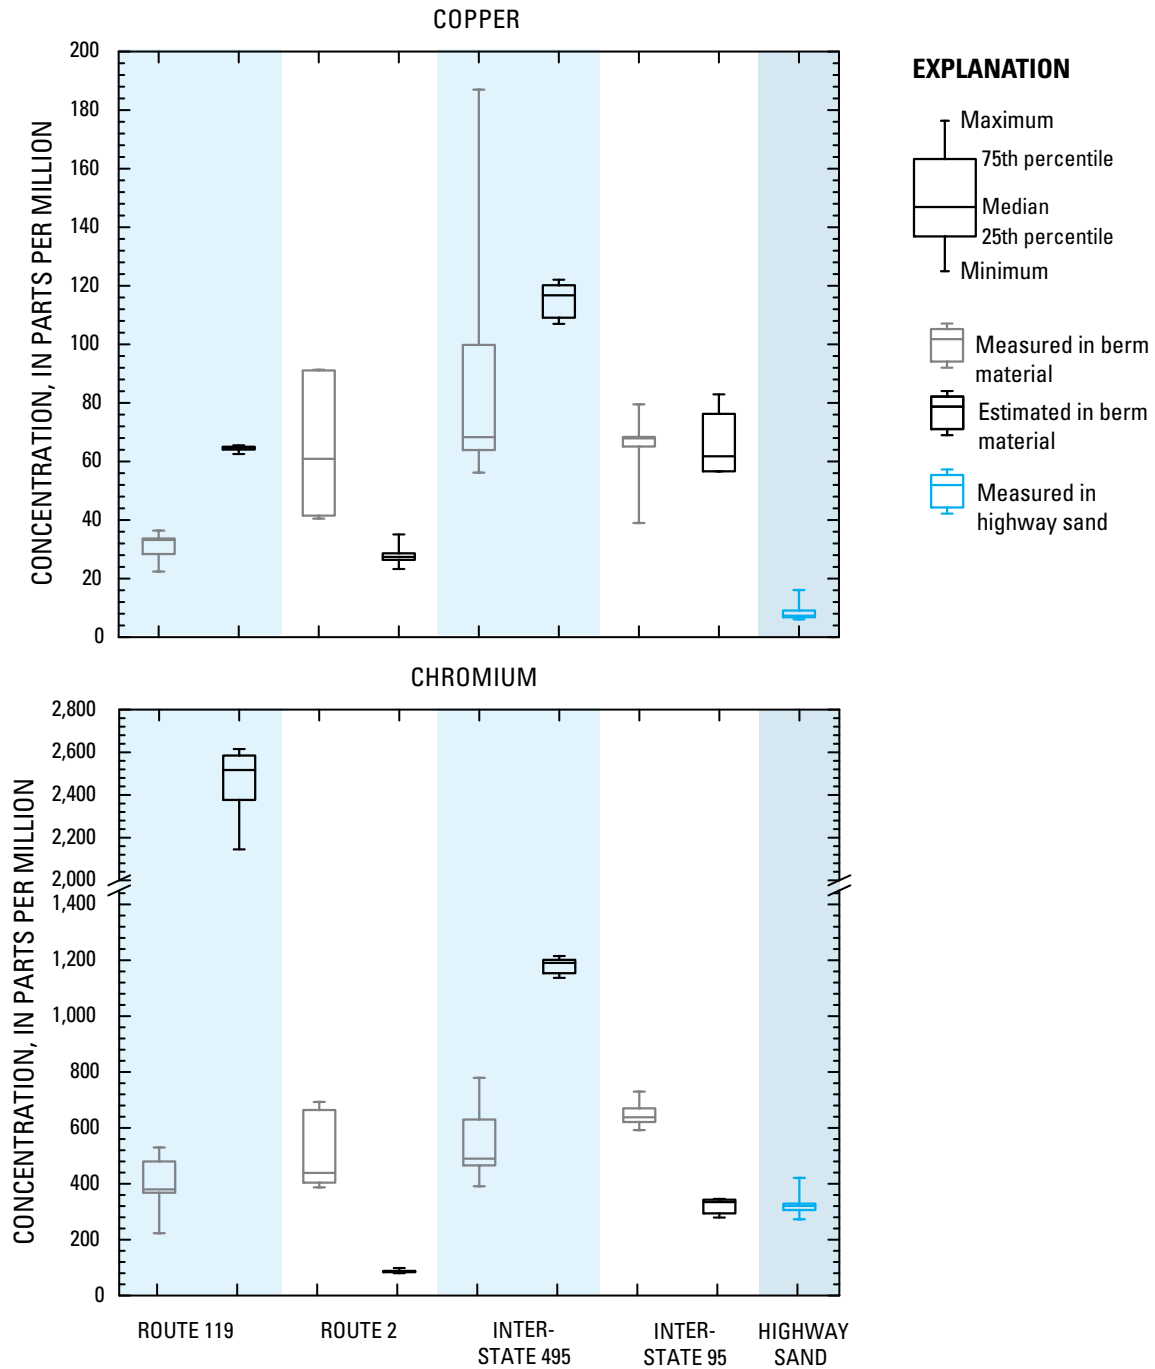 COPPER
CONCENTRATION, IN PARTS PER MILLION
200
180
160
140
120
100
80
60
40
20
0
EXPLANATION
Maximum
75th percentile
Median
25th percentile
Minimum
Measured in berm
material
Estimated in berm
material
Measured in
highway sand
CHROMIUM
CONCENTRATION, IN PARTS PER MILLION
2,800
2,600
2,400
2,200
2,000
1,400
1,200
1,000
800
600
400
200
0
ROUTE 119
ROUTE 2
INTER-
STATE 495
INTER-
STATE 95
HIGHWAY
SAND